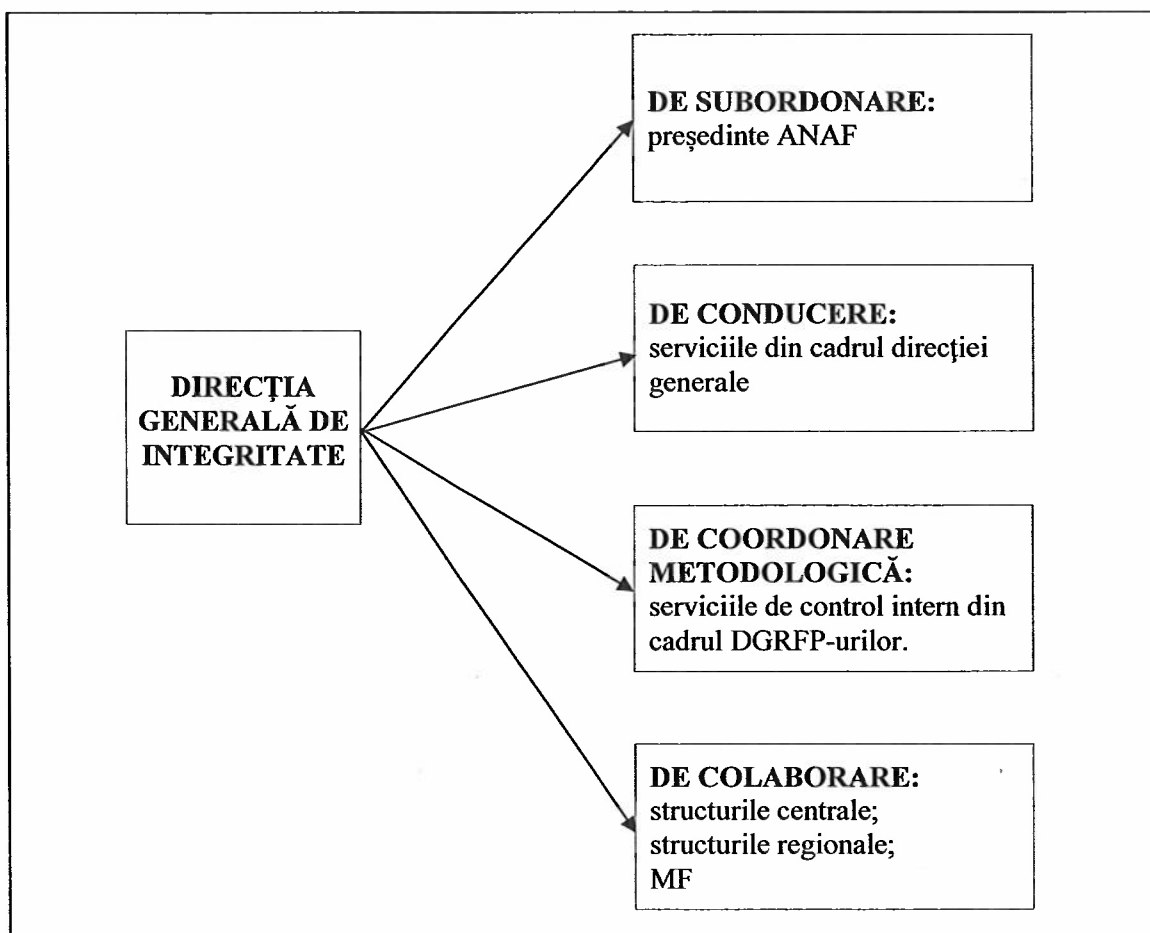 DIRECȚIA
GENERALĂ DE
INTEGRITATE
DE SUBORDONARE:
președinte ANAF
DE CONDUCERE:
serviciile din cadrul direcției
generale
DE COORDONARE
METODOLOGICĂ:
serviciile de control intern din
cadrul DGRFP-urilor.
DE COLABORARE:
structurile centrale;
structurile regionale;
MF